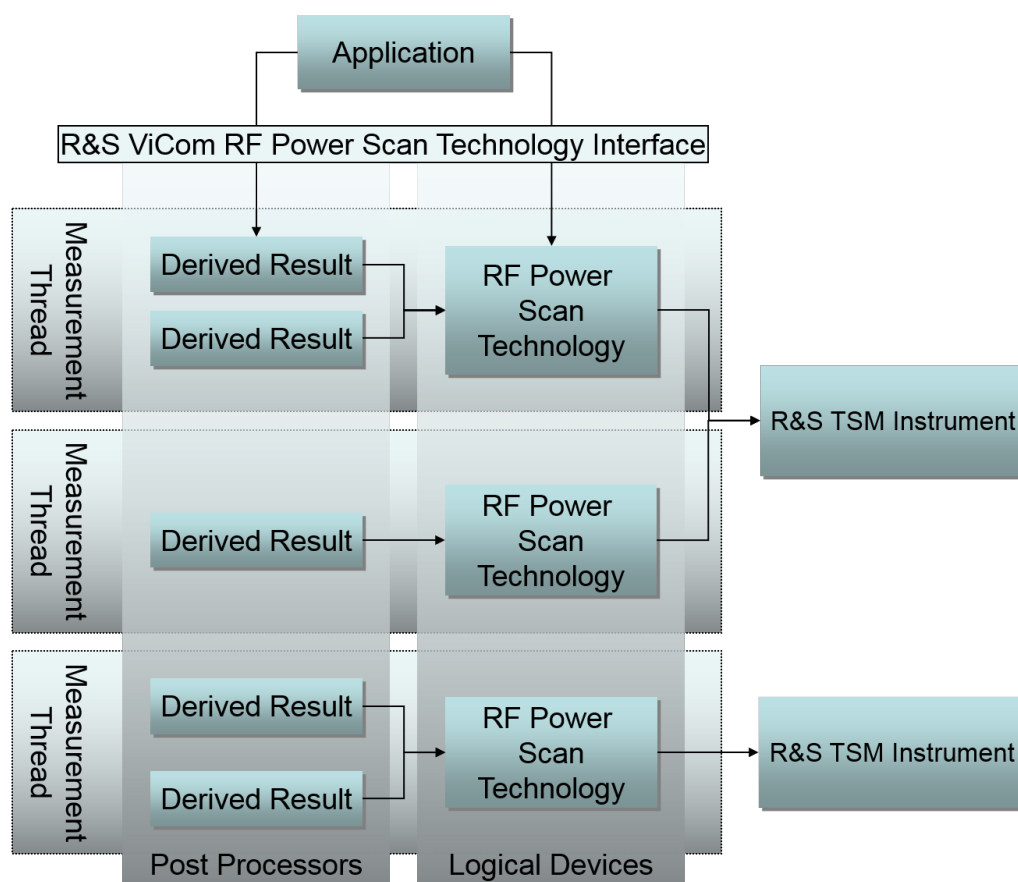 Application
R&S ViCom RF Power Scan Technology Interface
Measurement
Thread
Derived Result
Derived Result
RF Power
Scan
Technology
R&S TSM Instrument
Measurement
Thread
Derived Result
RF Power
Scan
Technology
Measurement
Thread
Derived Result
Derived Result
RF Power
Scan
Technology
R&S TSM Instrument
Post Processors
Logical Devices